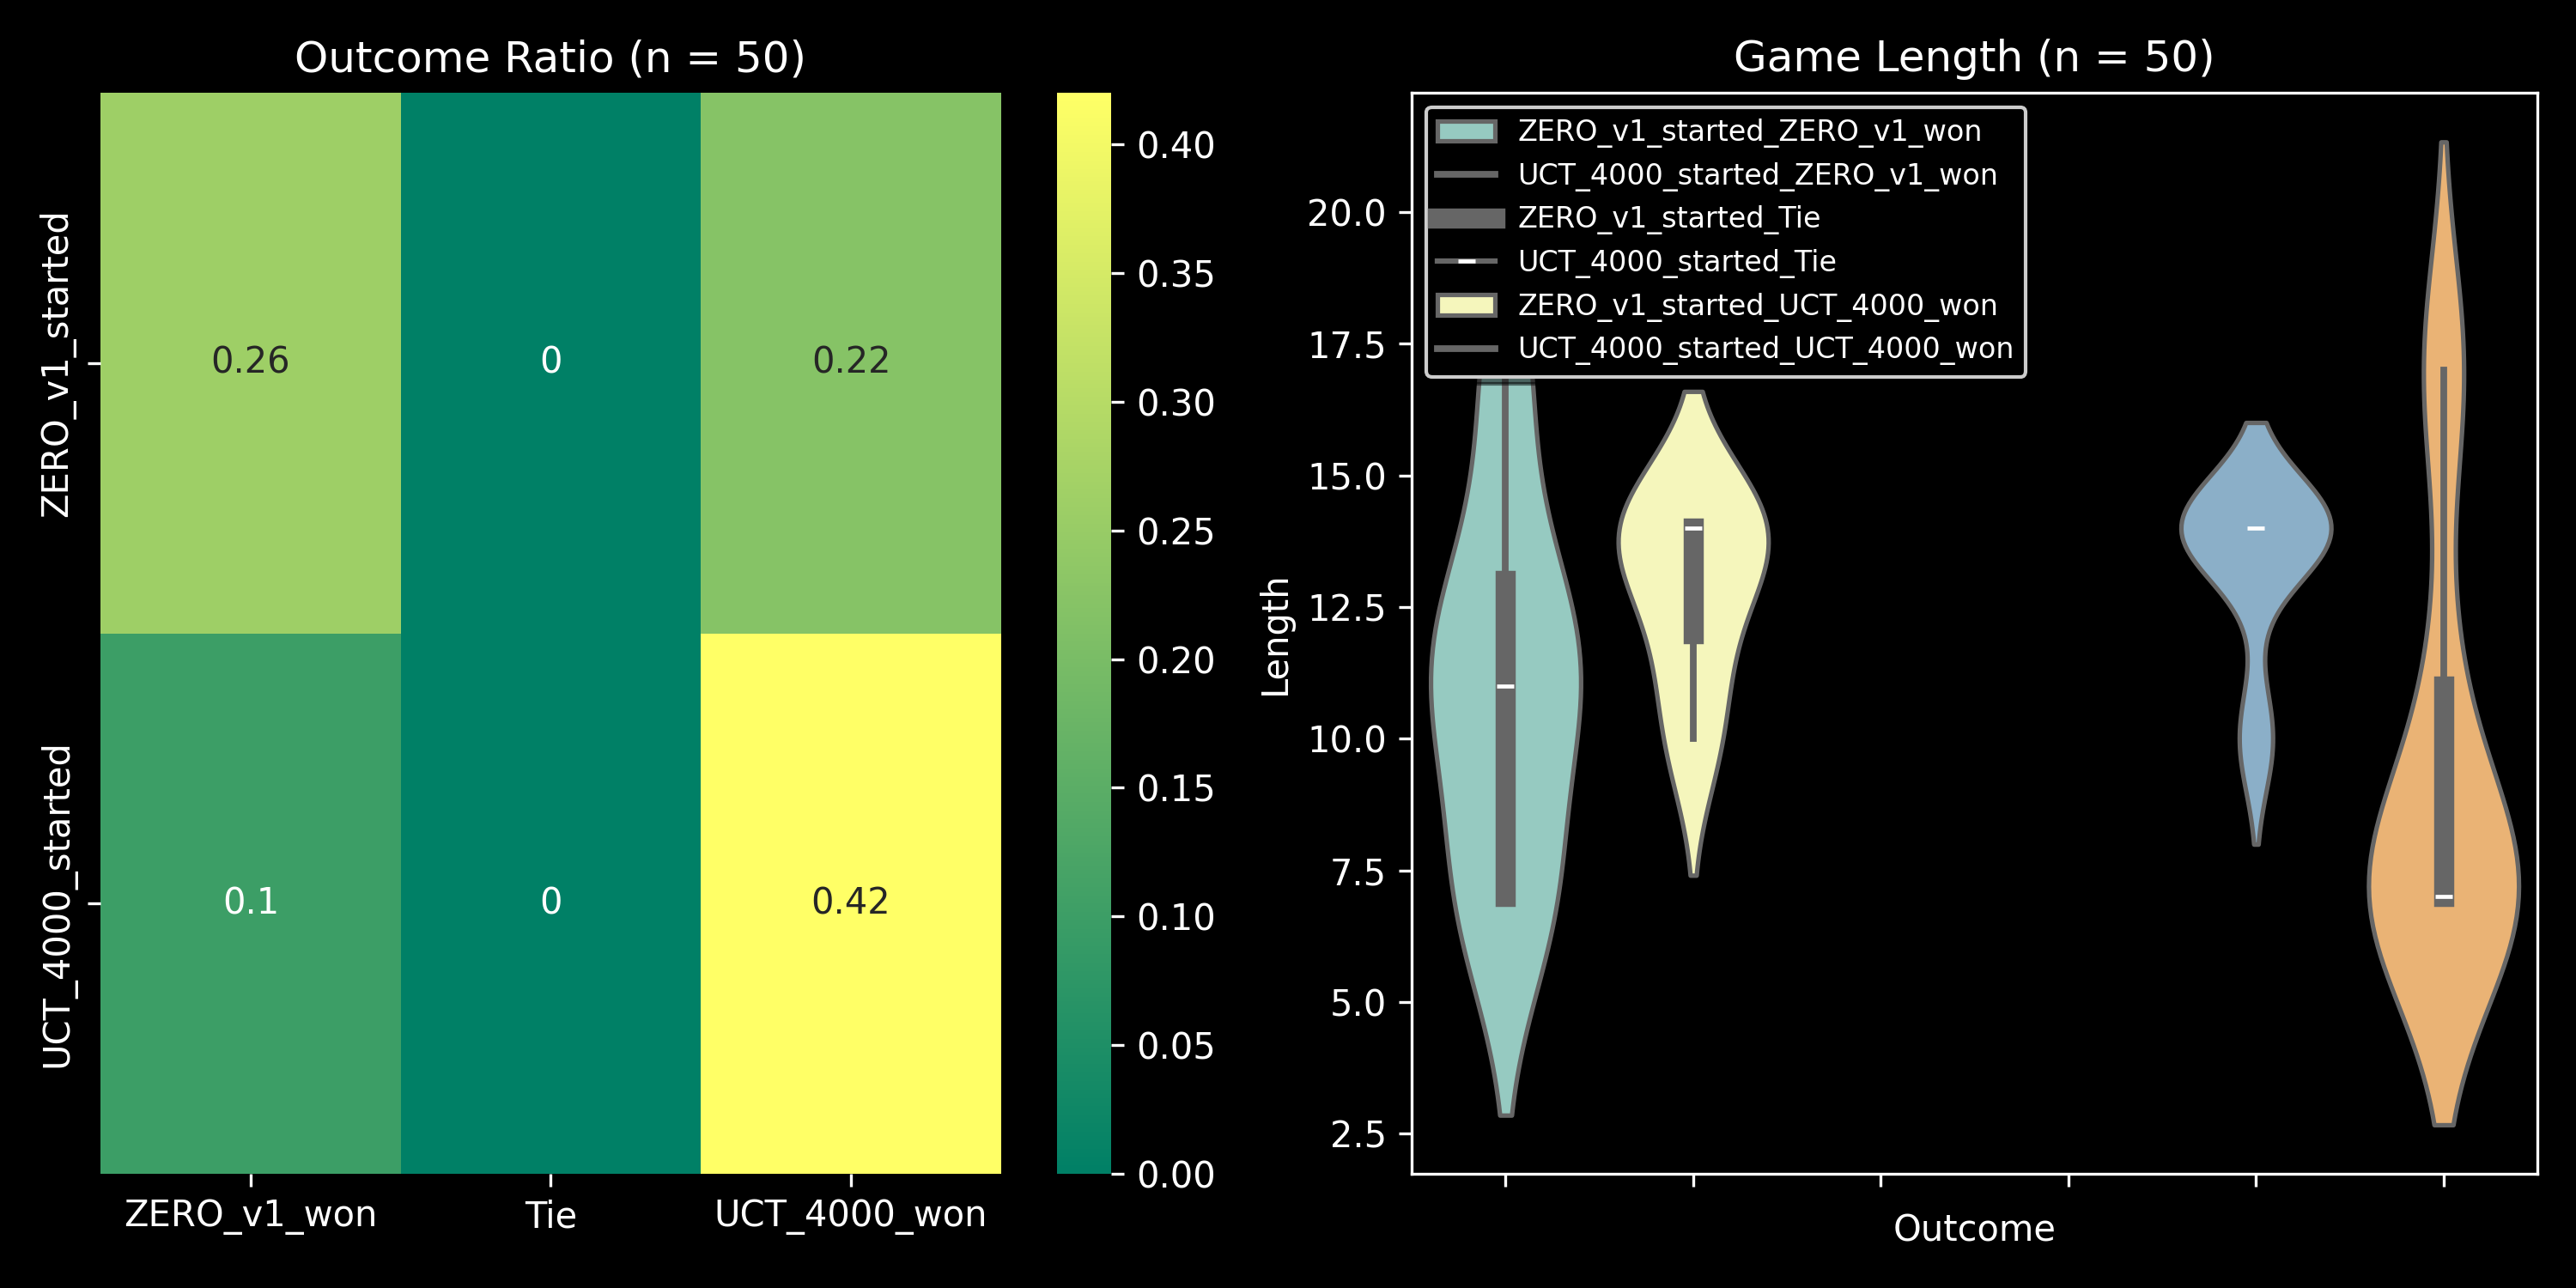 Outcome Ratio (n = 50)
ZERO_v1_started
UCT_4000_started
0.26
0
0.22
0.1
0
0.42
ZERO_v1_won
Tie
UCT_4000_won
0.40
0.35
0.30
0.25
0.20
0.15
0.10
0.05
0.00
Game Length (n = 50)
Length
20.0
17.5
15.0
12.5
10.0
7.5
5.0
2.5
ZERO_v1_started_ZERO_v1_won
UCT_4000_started_ZERO_v1_won
ZERO_v1_started_Tie
UCT_4000_started_Tie
ZERO_v1_started_UCT_4000_won
UCT_4000_started_UCT_4000_won
Outcome